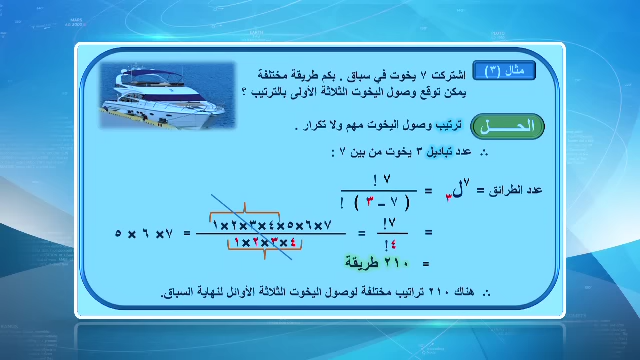 مثال (٣)
اشتركت ٧ يخوت في سباق . بكم طريقة مختلفة
يمكن توقع وصول اليخوت الثلاثة الأولى بالترتيب ؟
الحـــل
ترتيب وصول اليخوت مهم ولا تكرار .
∴ عدد تباديل ٣ يخوت من بين ٧ :
عدد الطرائق = ٧ل٣ = ٧ ! / ( ٧ – ٣ ) !
= ٧! / ٤! = ٧×٦×٥×٤×٣×٢×١ / ٤×٣×٢×١ = ٧× ٦ × ٥
= ٢١٠ طريقة
∴ هناك ٢١٠ تراتيب مختلفة لوصول اليخوت الثلاثة الأوائل لنهاية السباق.